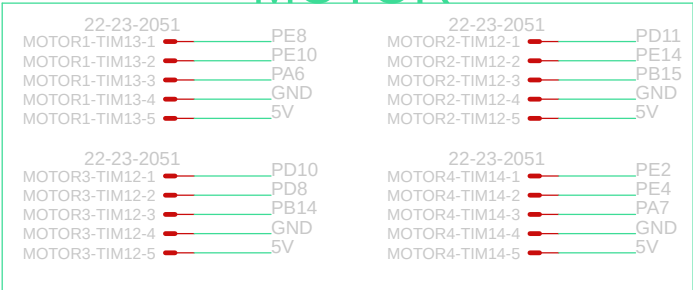 MOTOR
22-23-2051
MOTOR1-TIM13-1 PE8
MOTOR1-TIM13-2 PE10
MOTOR1-TIM13-3 PA6
MOTOR1-TIM13-4 GND
MOTOR1-TIM13-5 5V
22-23-2051
MOTOR2-TIM12-1 PD11
MOTOR2-TIM12-2 PE14
MOTOR2-TIM12-3 PB15
MOTOR2-TIM12-4 GND
MOTOR2-TIM12-5 5V
22-23-2051
MOTOR3-TIM12-1 PD10
MOTOR3-TIM12-2 PD8
MOTOR3-TIM12-3 PB14
MOTOR3-TIM12-4 GND
MOTOR3-TIM12-5 5V
22-23-2051
MOTOR4-TIM14-1 PE2
MOTOR4-TIM14-2 PE4
MOTOR4-TIM14-3 PA7
MOTOR4-TIM14-4 GND
MOTOR4-TIM14-5 5V